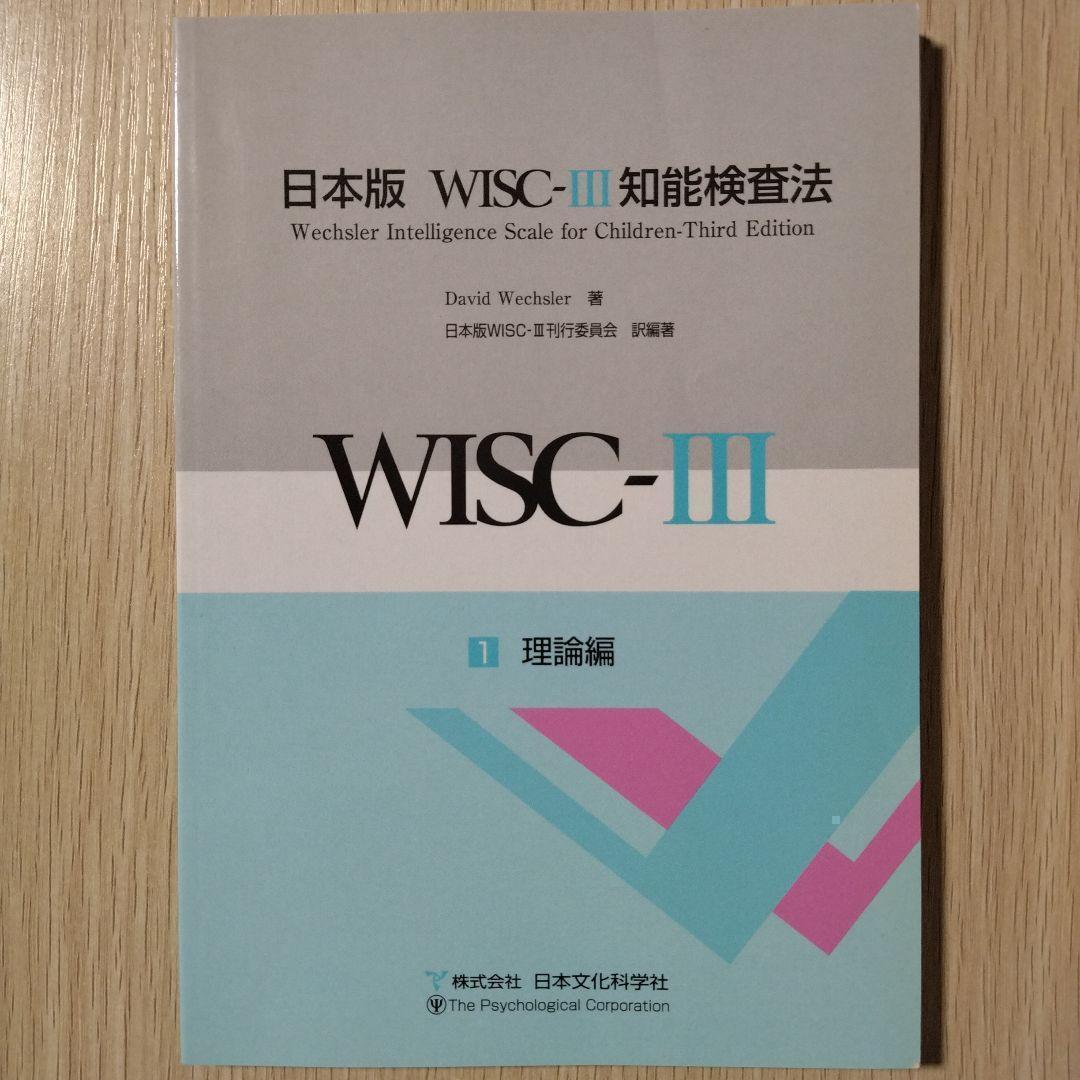 日本版 WISC-III 知能検査法
Wechsler Intelligence Scale for Children-Third Edition
David Wechsler 著
日本版WISC-Ⅲ刊行委員会 訳編著
WISC-III
1 理論編
株式会社 日本文化科学社
Ψ The Psychological Corporation